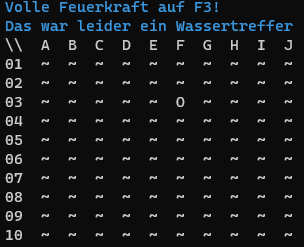 Volle Feuerkraft auf F3!
Das war leider ein Wassertreffer
\\ A B C D E F G H I J
01 ~ ~ ~ ~ ~ ~ ~ ~ ~ ~
02 ~ ~ ~ ~ ~ ~ ~ ~ ~ ~
03 ~ ~ ~ ~ ~ O ~ ~ ~ ~
04 ~ ~ ~ ~ ~ ~ ~ ~ ~ ~
05 ~ ~ ~ ~ ~ ~ ~ ~ ~ ~
06 ~ ~ ~ ~ ~ ~ ~ ~ ~ ~
07 ~ ~ ~ ~ ~ ~ ~ ~ ~ ~
08 ~ ~ ~ ~ ~ ~ ~ ~ ~ ~
09 ~ ~ ~ ~ ~ ~ ~ ~ ~ ~
10 ~ ~ ~ ~ ~ ~ ~ ~ ~ ~